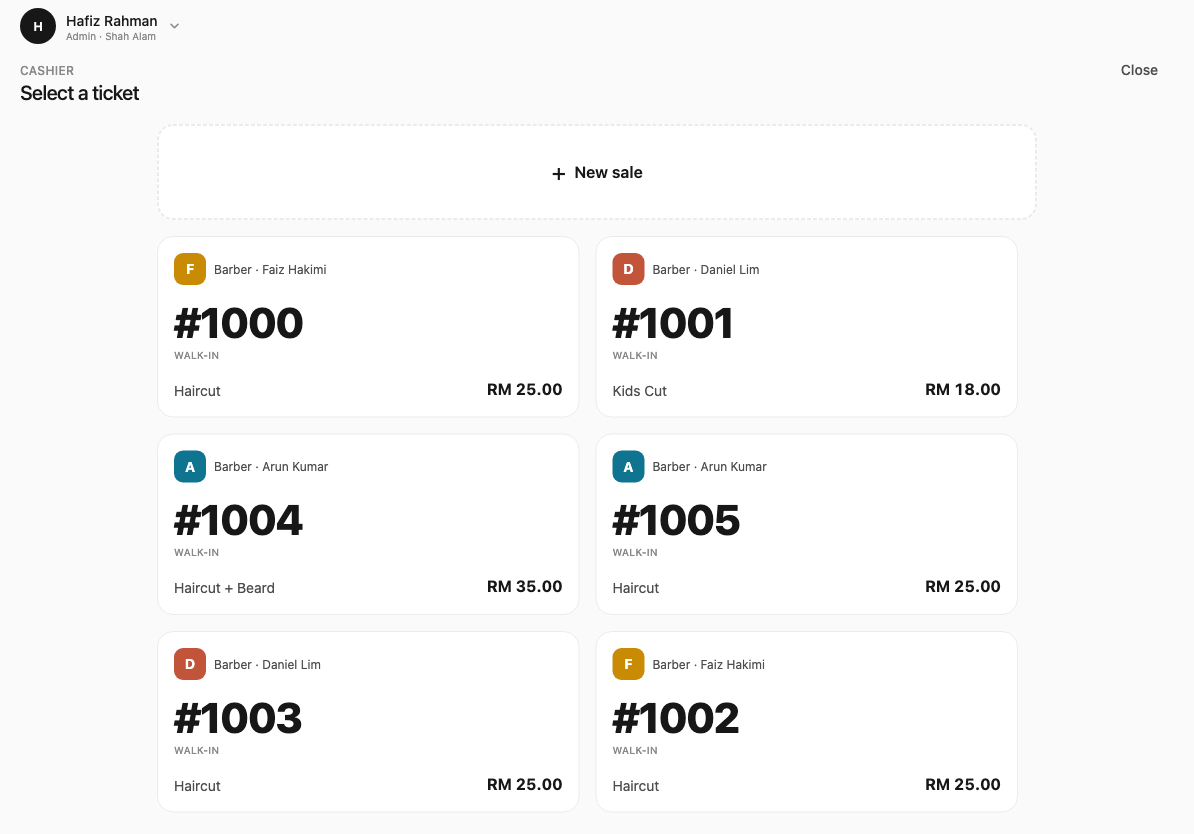 H
Hafiz Rahman
Admin · Shah Alam
CASHIER
Select a ticket
Close
+ New sale
F
Barber · Faiz Hakimi
#1000
WALK-IN
Haircut
RM 25.00
D
Barber · Daniel Lim
#1001
WALK-IN
Kids Cut
RM 18.00
A
Barber · Arun Kumar
#1004
WALK-IN
Haircut + Beard
RM 35.00
A
Barber · Arun Kumar
#1005
WALK-IN
Haircut
RM 25.00
D
Barber · Daniel Lim
#1003
WALK-IN
Haircut
RM 25.00
F
Barber · Faiz Hakimi
#1002
WALK-IN
Haircut
RM 25.00